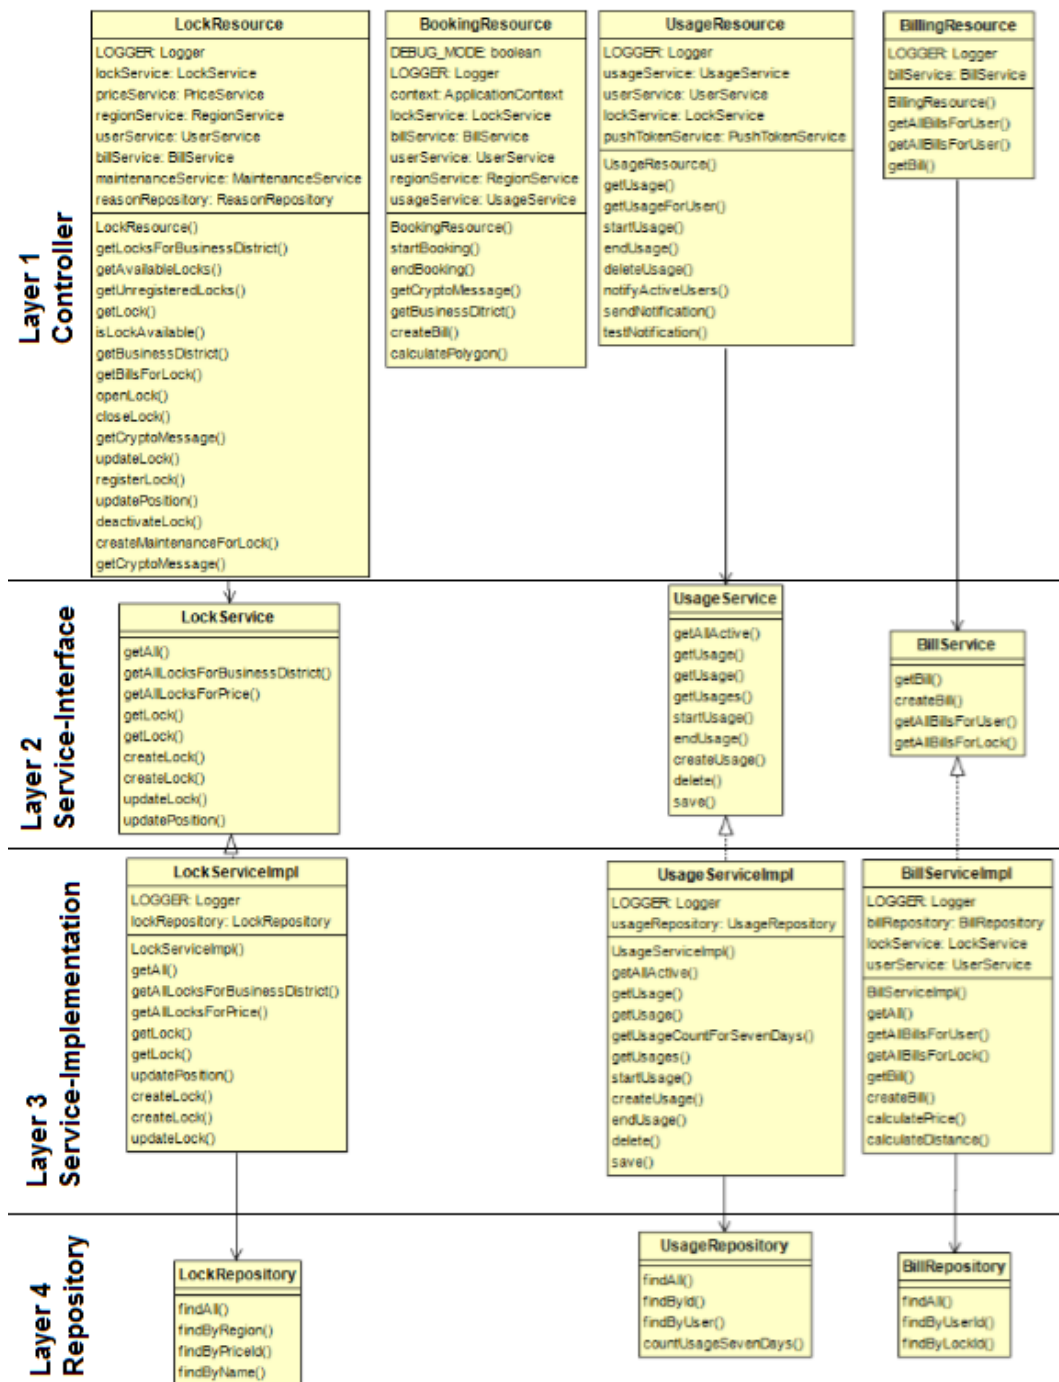 Layer 1
Controller
LockResource
LOGGER: Logger
lockService: LockService
priceService: PriceService
regionService: RegionService
userService: UserService
billService: BillService
maintenanceService: MaintenanceService
reasonRepository: ReasonRepository
LockResource()
getLocksForBusinessDistrict()
getAvailableLocks()
getUnregisteredLocks()
getLock()
isLockAvailable()
getBusinessDistrict()
getBillsForLock()
openLock()
closeLock()
getCryptoMessage()
updateLock()
registerLock()
updatePosition()
deactivateLock()
createMaintenanceForLock()
getCryptoMessage()
BookingResource
DEBUG_MODE: boolean
LOGGER: Logger
context: ApplicationContext
lockService: LockService
billService: BillService
userService: UserService
regionService: RegionService
usageService: UsageService
BookingResource()
startBooking()
endBooking()
getCryptoMessage()
getBusinessDitrict()
createBill()
calculatePolygon()
UsageResource
LOGGER: Logger
usageService: UsageService
userService: UserService
lockService: LockService
pushTokenService: PushTokenService
UsageResource()
getUsage()
getUsageForUser()
startUsage()
endUsage()
deleteUsage()
notifyActiveUsers()
sendNotification()
testNotification()
BillingResource
LOGGER: Logger
billService: BillService
BillingResource()
getAllBillsForUser()
getAllBillsForUser()
getBill()
Layer 2
Service-Interface
LockService
getAll()
getAllLocksForBusinessDistrict()
getAllLocksForPrice()
getLock()
getLock()
createLock()
createLock()
updateLock()
updatePosition()
UsageService
getAllActive()
getUsage()
getUsage()
getUsages()
startUsage()
endUsage()
createUsage()
delete()
save()
BillService
getBill()
createBill()
getAllBillsForUser()
getAllBillsForLock()
Layer 3
Service-Implementation
LockServiceImpl
LOGGER: Logger
lockRepository: LockRepository
LockServiceImpl()
getAll()
getAllLocksForBusinessDistrict()
getAllLocksForPrice()
getLock()
getLock()
updatePosition()
createLock()
createLock()
updateLock()
UsageServiceImpl
LOGGER: Logger
usageRepository: UsageRepository
UsageServiceImpl()
getAllActive()
getUsage()
getUsage()
getUsageCountForSevenDays()
getUsages()
startUsage()
createUsage()
endUsage()
delete()
save()
BillServiceImpl
LOGGER: Logger
billRepository: BillRepository
lockService: LockService
userService: UserService
BillServiceImpl()
getAll()
getAllBillsForUser()
getAllBillsForLock()
getBill()
createBill()
calculatePrice()
calculateDistance()
Layer 4
Repository
LockRepository
findAll()
findByRegion()
findByPriceId()
findByName()
UsageRepository
findAll()
findById()
findByUser()
countUsageSevenDays()
BillRepository
findAll()
findByUserId()
findByLockId()